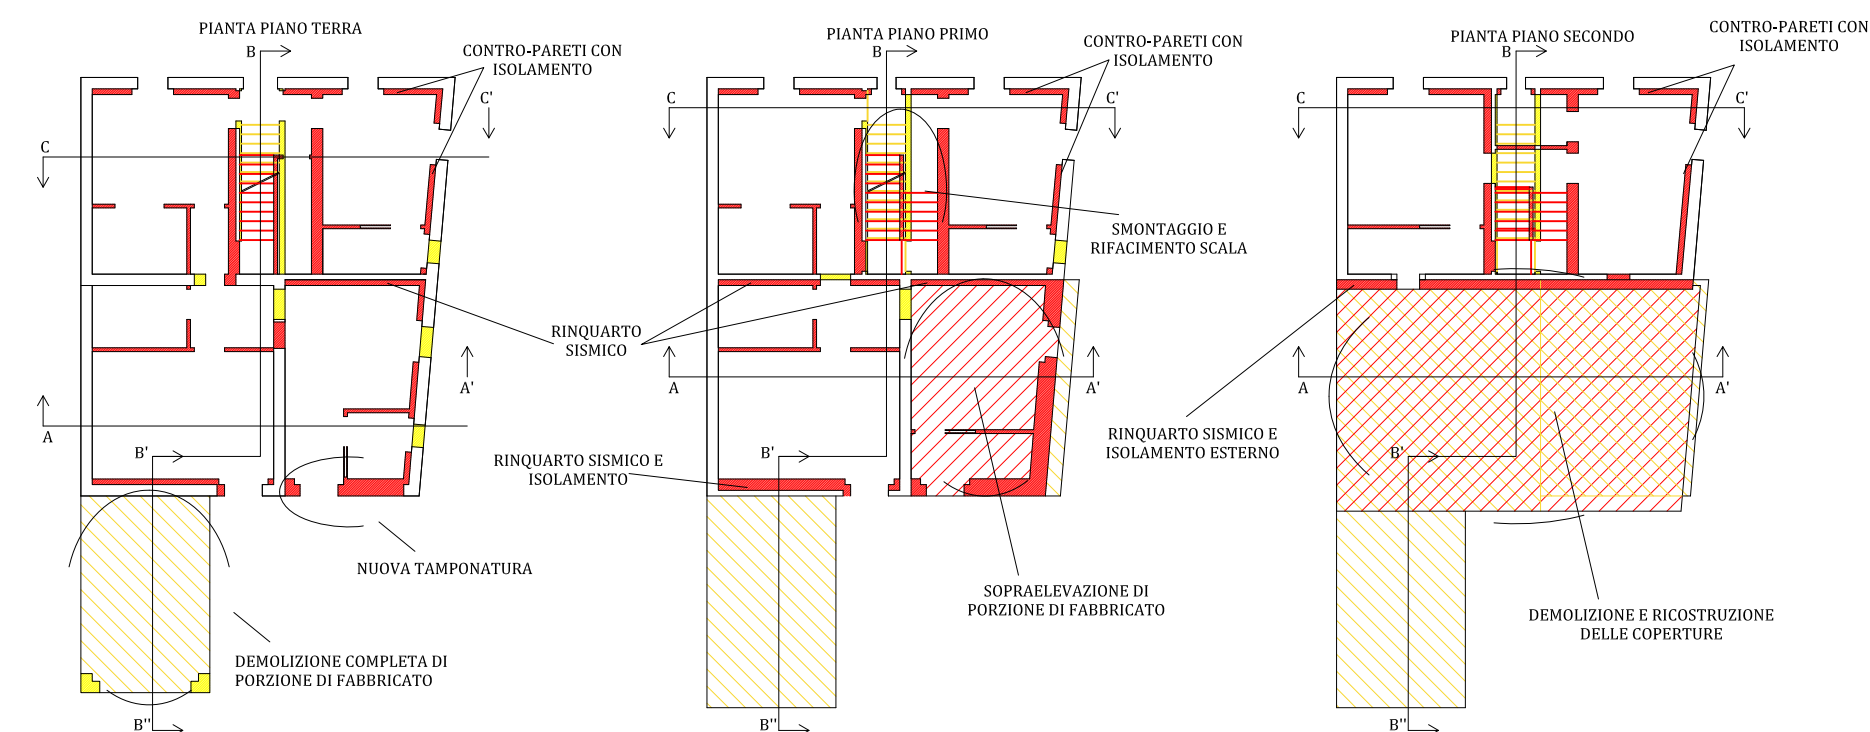 PIANTA PIANO TERRA
B
CONTRO-PARETI CON
ISOLAMENTO
C'
C
A'
A
B'
NUOVA TAMPONATURA
DEMOLIZIONE COMPLETA DI
PORZIONE DI FABBRICATO
B"
RINQUARTO
SISMICO
RINQUARTO SISMICO E
ISOLAMENTO
PIANTA PIANO PRIMO
B
CONTRO-PARETI CON
ISOLAMENTO
C
C'
SMONTAGGIO E
RIFACIMENTO SCALA
A
A'
B'
SOPRAELEVAZIONE DI
PORZIONE DI FABBRICATO
B"
PIANTA PIANO SECONDO
B
CONTRO-PARETI CON
ISOLAMENTO
C
C'
A
A'
RINQUARTO SISMICO E
ISOLAMENTO ESTERNO
B'
DEMOLIZIONE E RICOSTRUZIONE
DELLE COPERTURE
B"